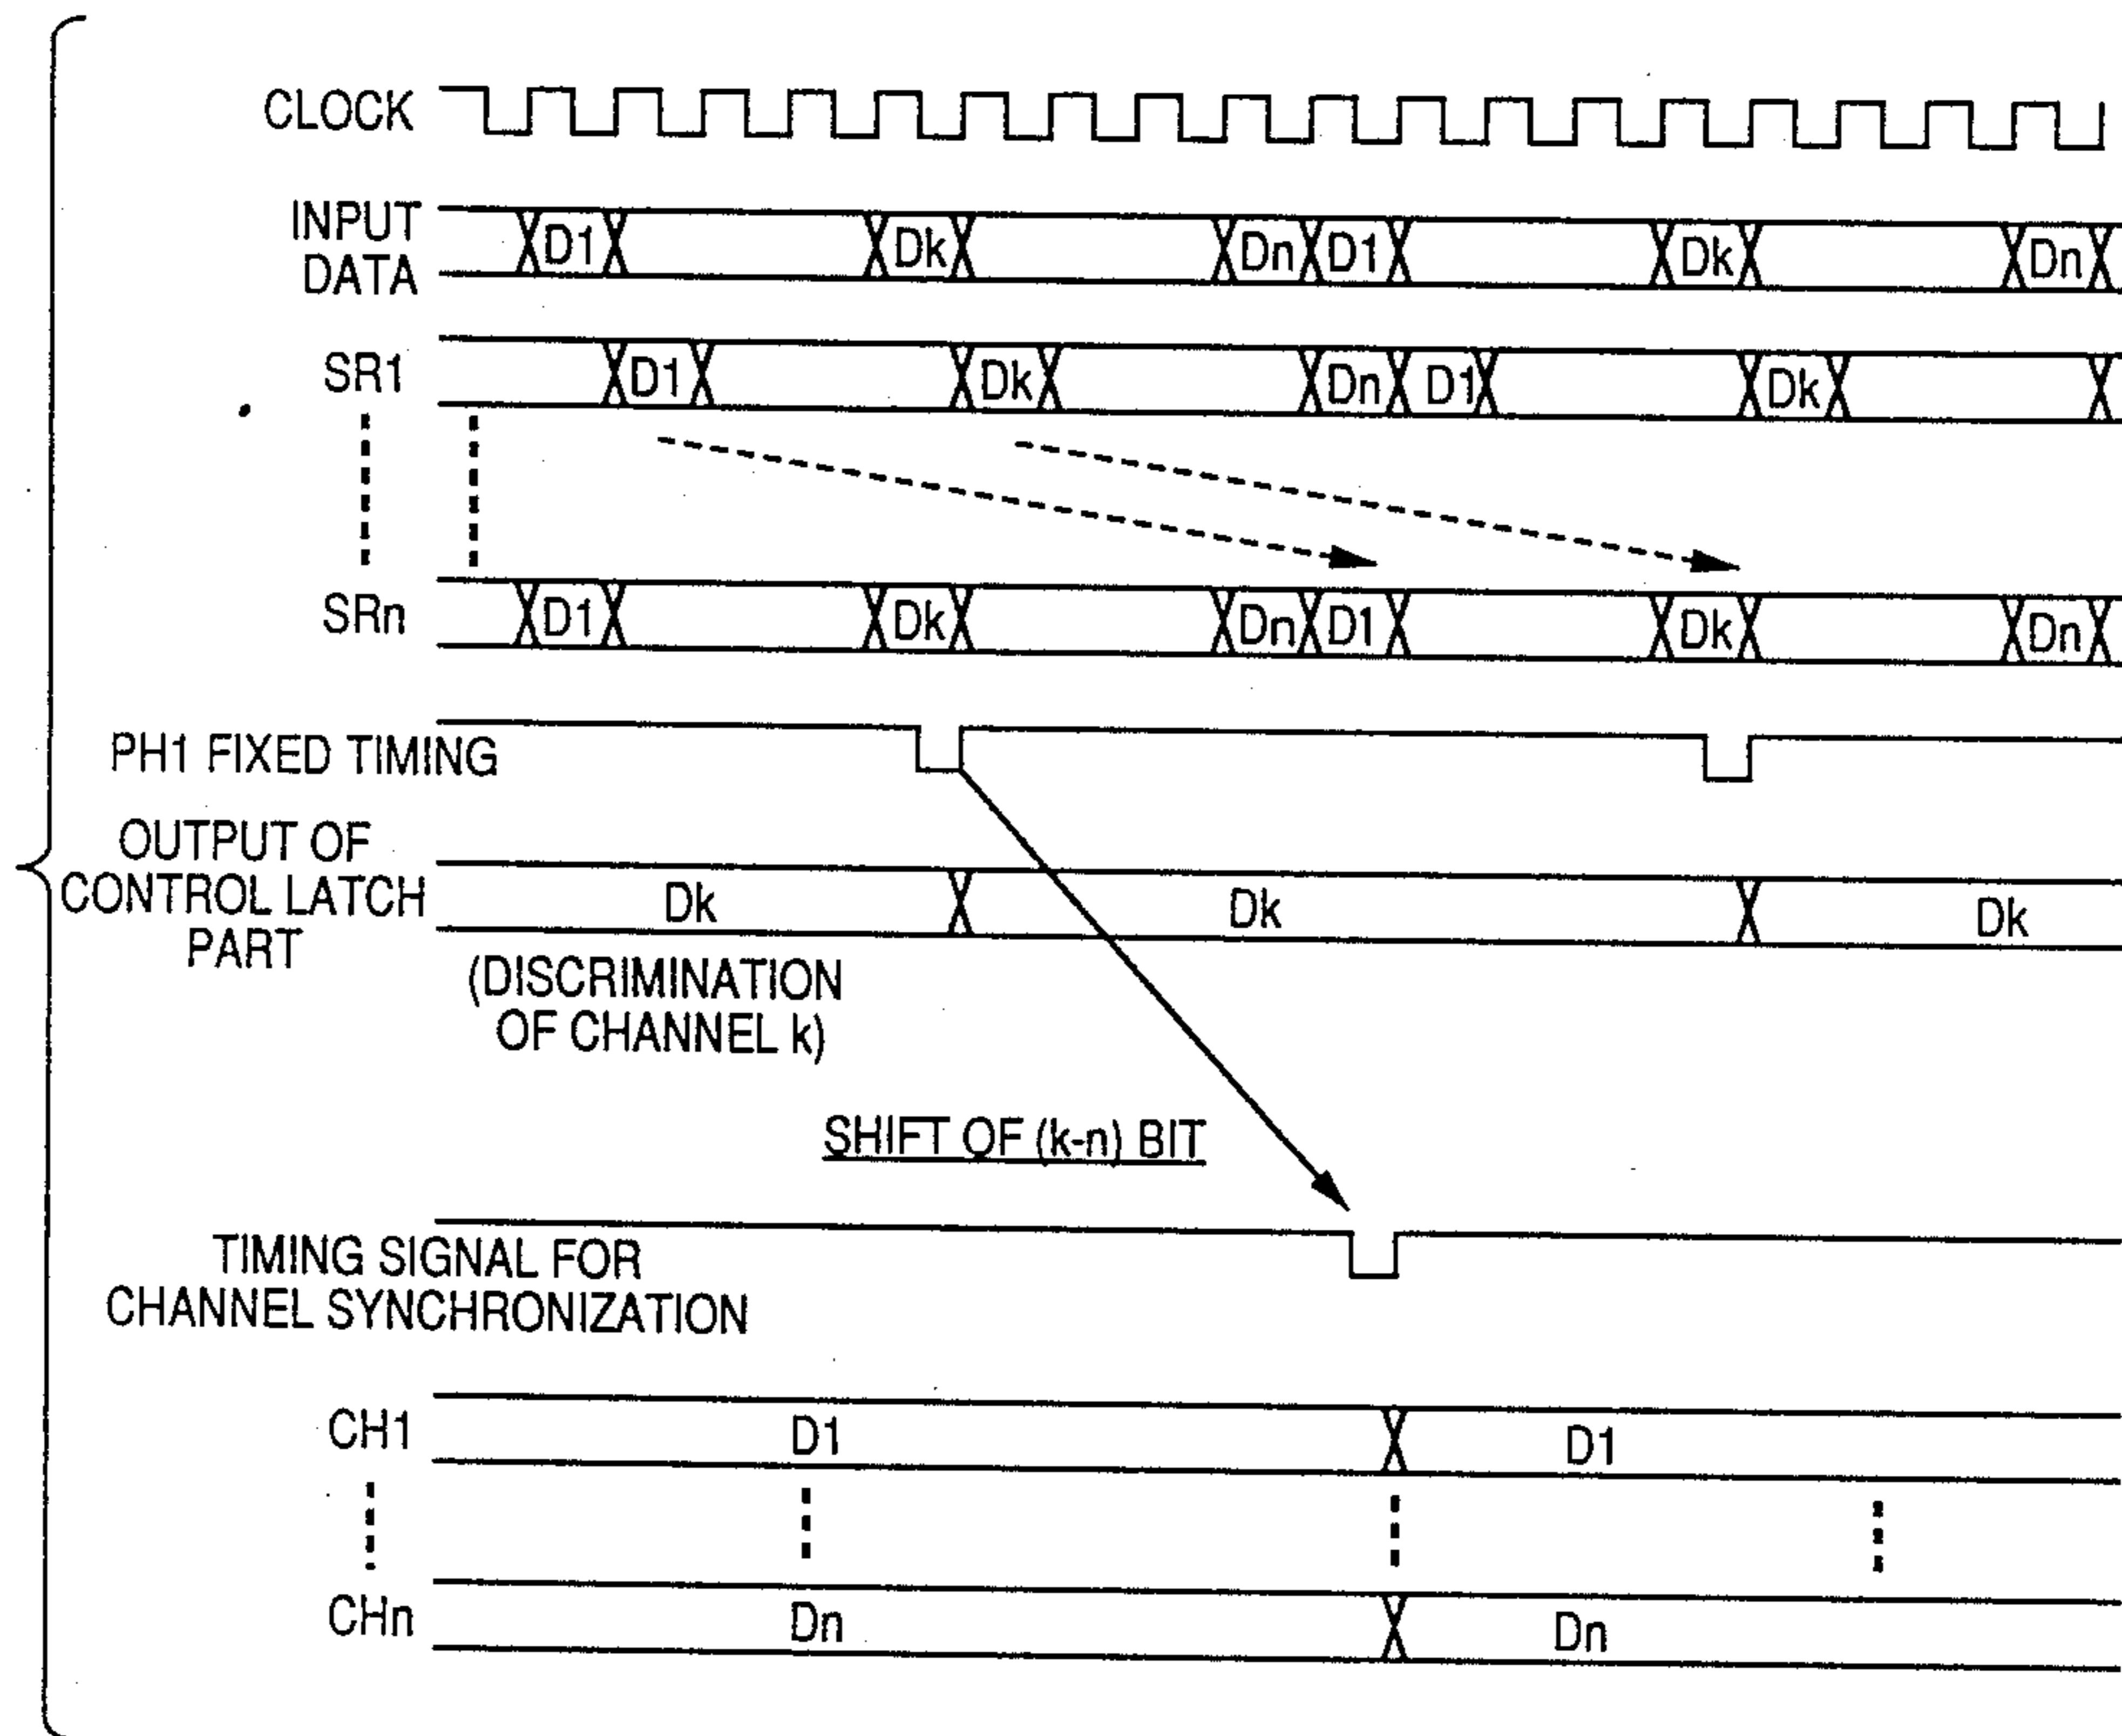 CLOCK
INPUT
DATA
D1 Dk Dn D1 Dk Dn
SR1
D1 Dk Dn D1 Dk
SRn
D1 Dk Dn D1 Dk Dn
PH1 FIXED TIMING
OUTPUT OF
CONTROL LATCH
PART
Dk Dk Dk
(DISCRIMINATION
OF CHANNEL k)
SHIFT OF (k-n) BIT
TIMING SIGNAL FOR
CHANNEL SYNCHRONIZATION
CH1
D1 D1
CHn
Dn Dn